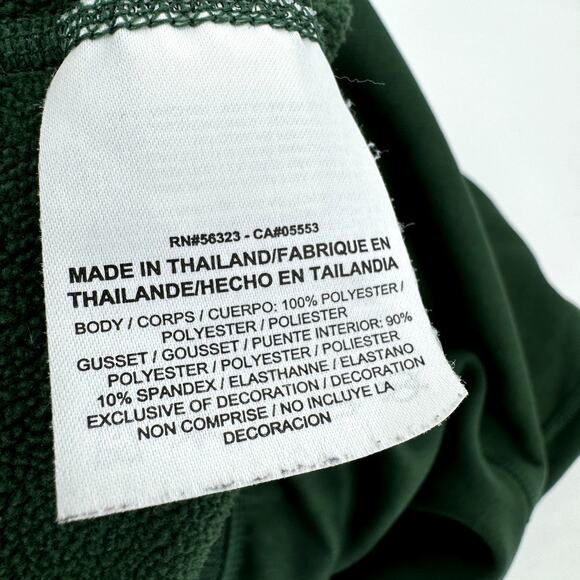 RN#56323 - CA#05553
MADE IN THAILAND/FABRIQUE EN
THAILANDE/HECHO EN TAILANDIA
BODY / CORPS / CUERPO: 100% POLYESTER /
POLYESTER / POLIESTER
GUSSET / GOUSSET / PUENTE INTERIOR: 90%
POLYESTER / POLYESTER / POLIESTER
10% SPANDEX / ELASTHANNE / ELASTANO
EXCLUSIVE OF DECORATION / DECORATION
NON COMPRISE / NO INCLUYE LA
DECORACION